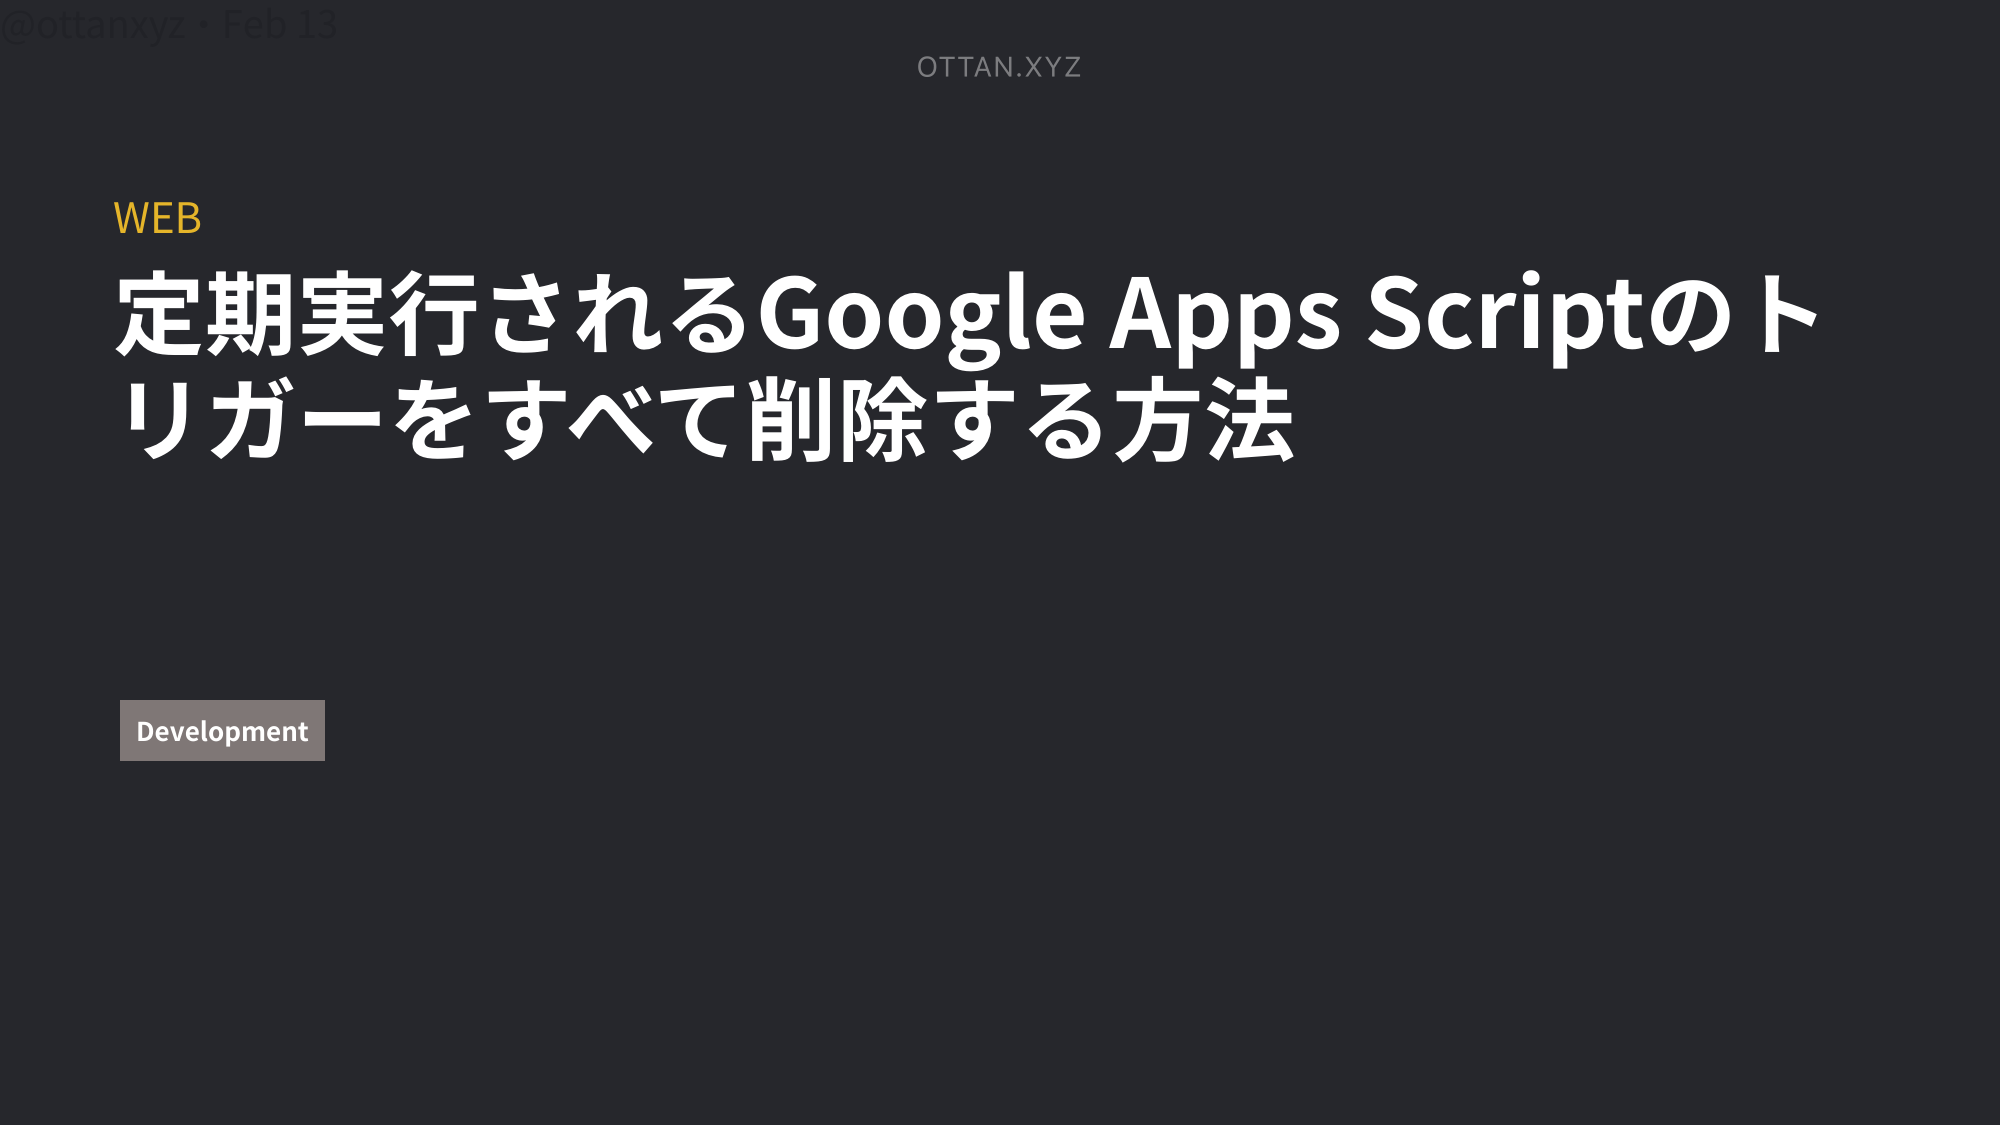 @ottanxyz・Feb 13
OTTAN.XYZ
WEB
定期実行されるGoogle Apps Scriptのト
リガーをすべて削除する方法
Development